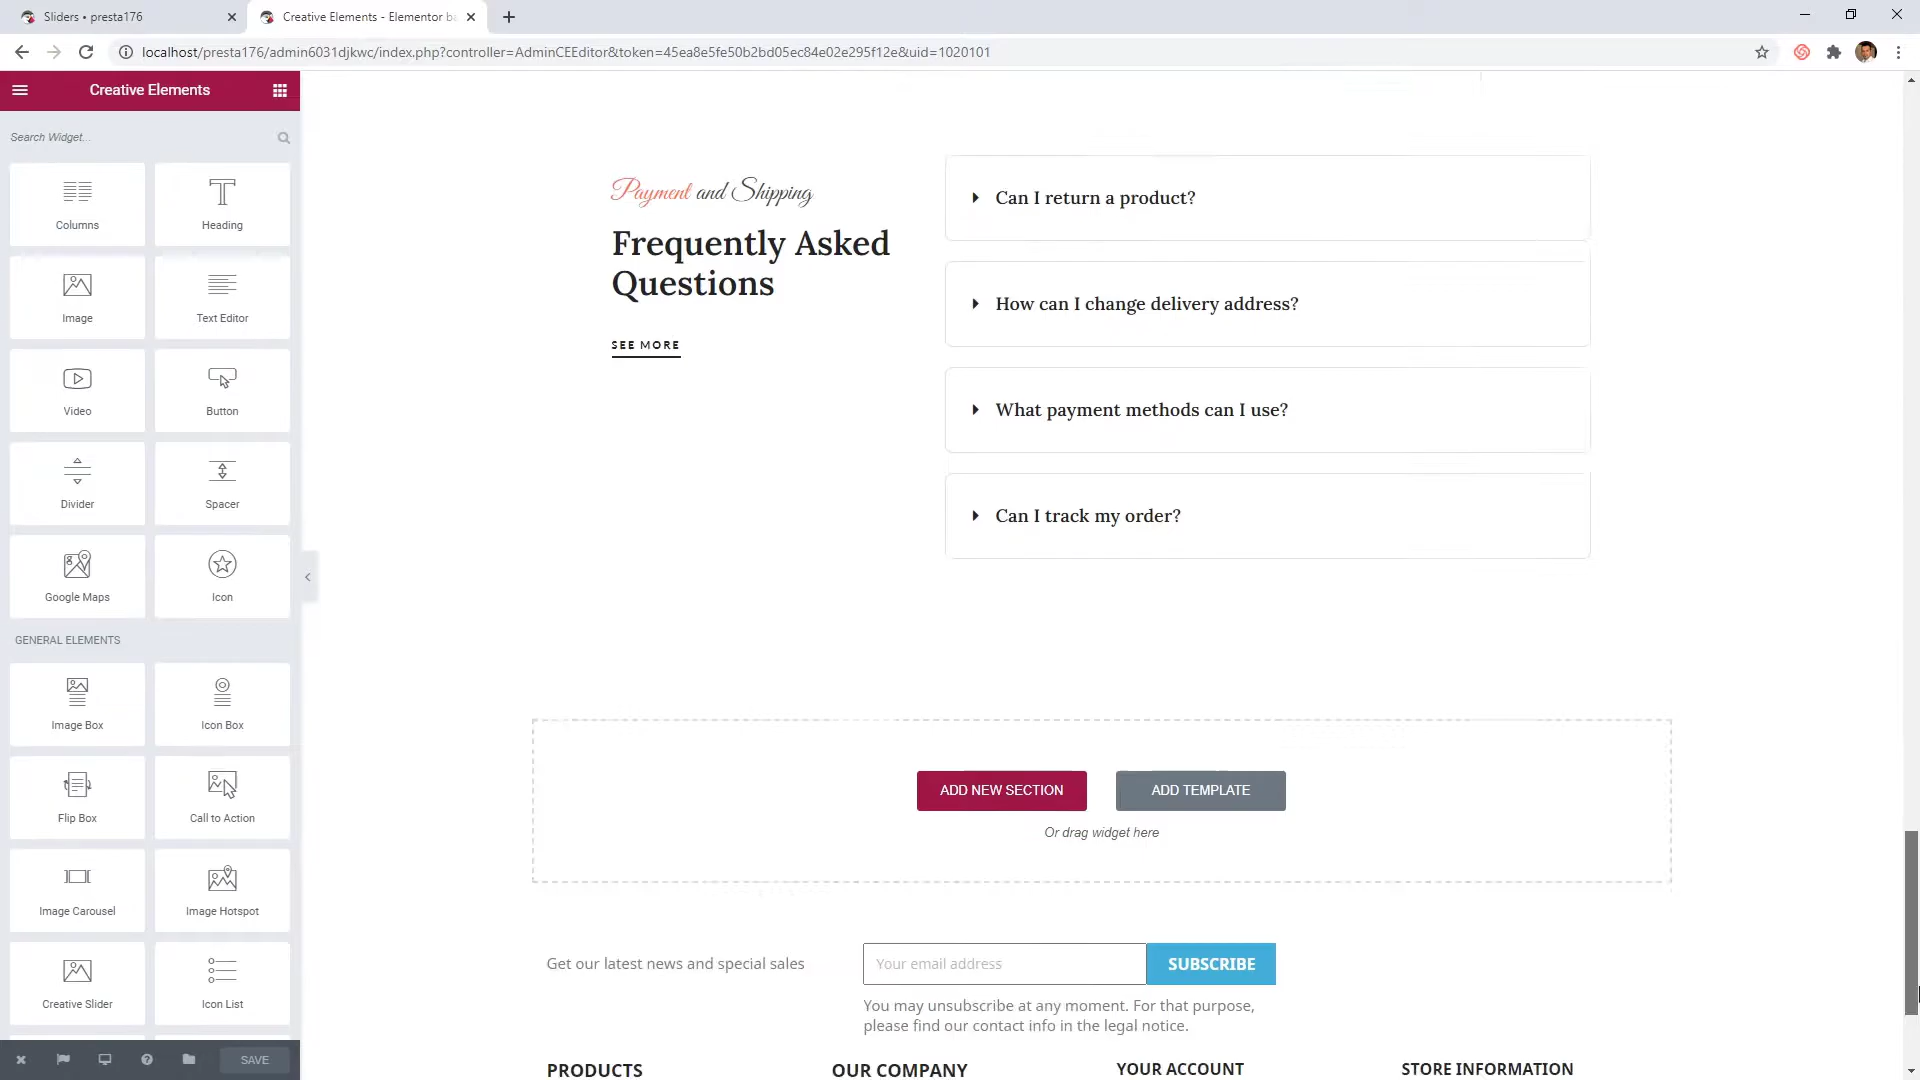 Sliders • presta176
Creative Elements - Elementor ba
localhost/presta176/admin6031djkwc/index.php?controller=AdminCEEditor&token=45ea8e5fe50b2bd05ec84e02e295f12e&uid=1020101
Creative Elements
Search Widget...
Columns
Heading
Image
Text Editor
Video
Button
Divider
Spacer
Google Maps
Icon
GENERAL ELEMENTS
Image Box
Icon Box
Flip Box
Call to Action
Image Carousel
Image Hotspot
Creative Slider
Icon List
SAVE
Payment and Shipping
Frequently Asked
Questions
SEE MORE
Can I return a product?
How can I change delivery address?
What payment methods can I use?
Can I track my order?
ADD NEW SECTION
ADD TEMPLATE
Or drag widget here
Get our latest news and special sales
Your email address
SUBSCRIBE
You may unsubscribe at any moment. For that purpose,
please find our contact info in the legal notice.
PRODUCTS
OUR COMPANY
YOUR ACCOUNT
STORE INFORMATION